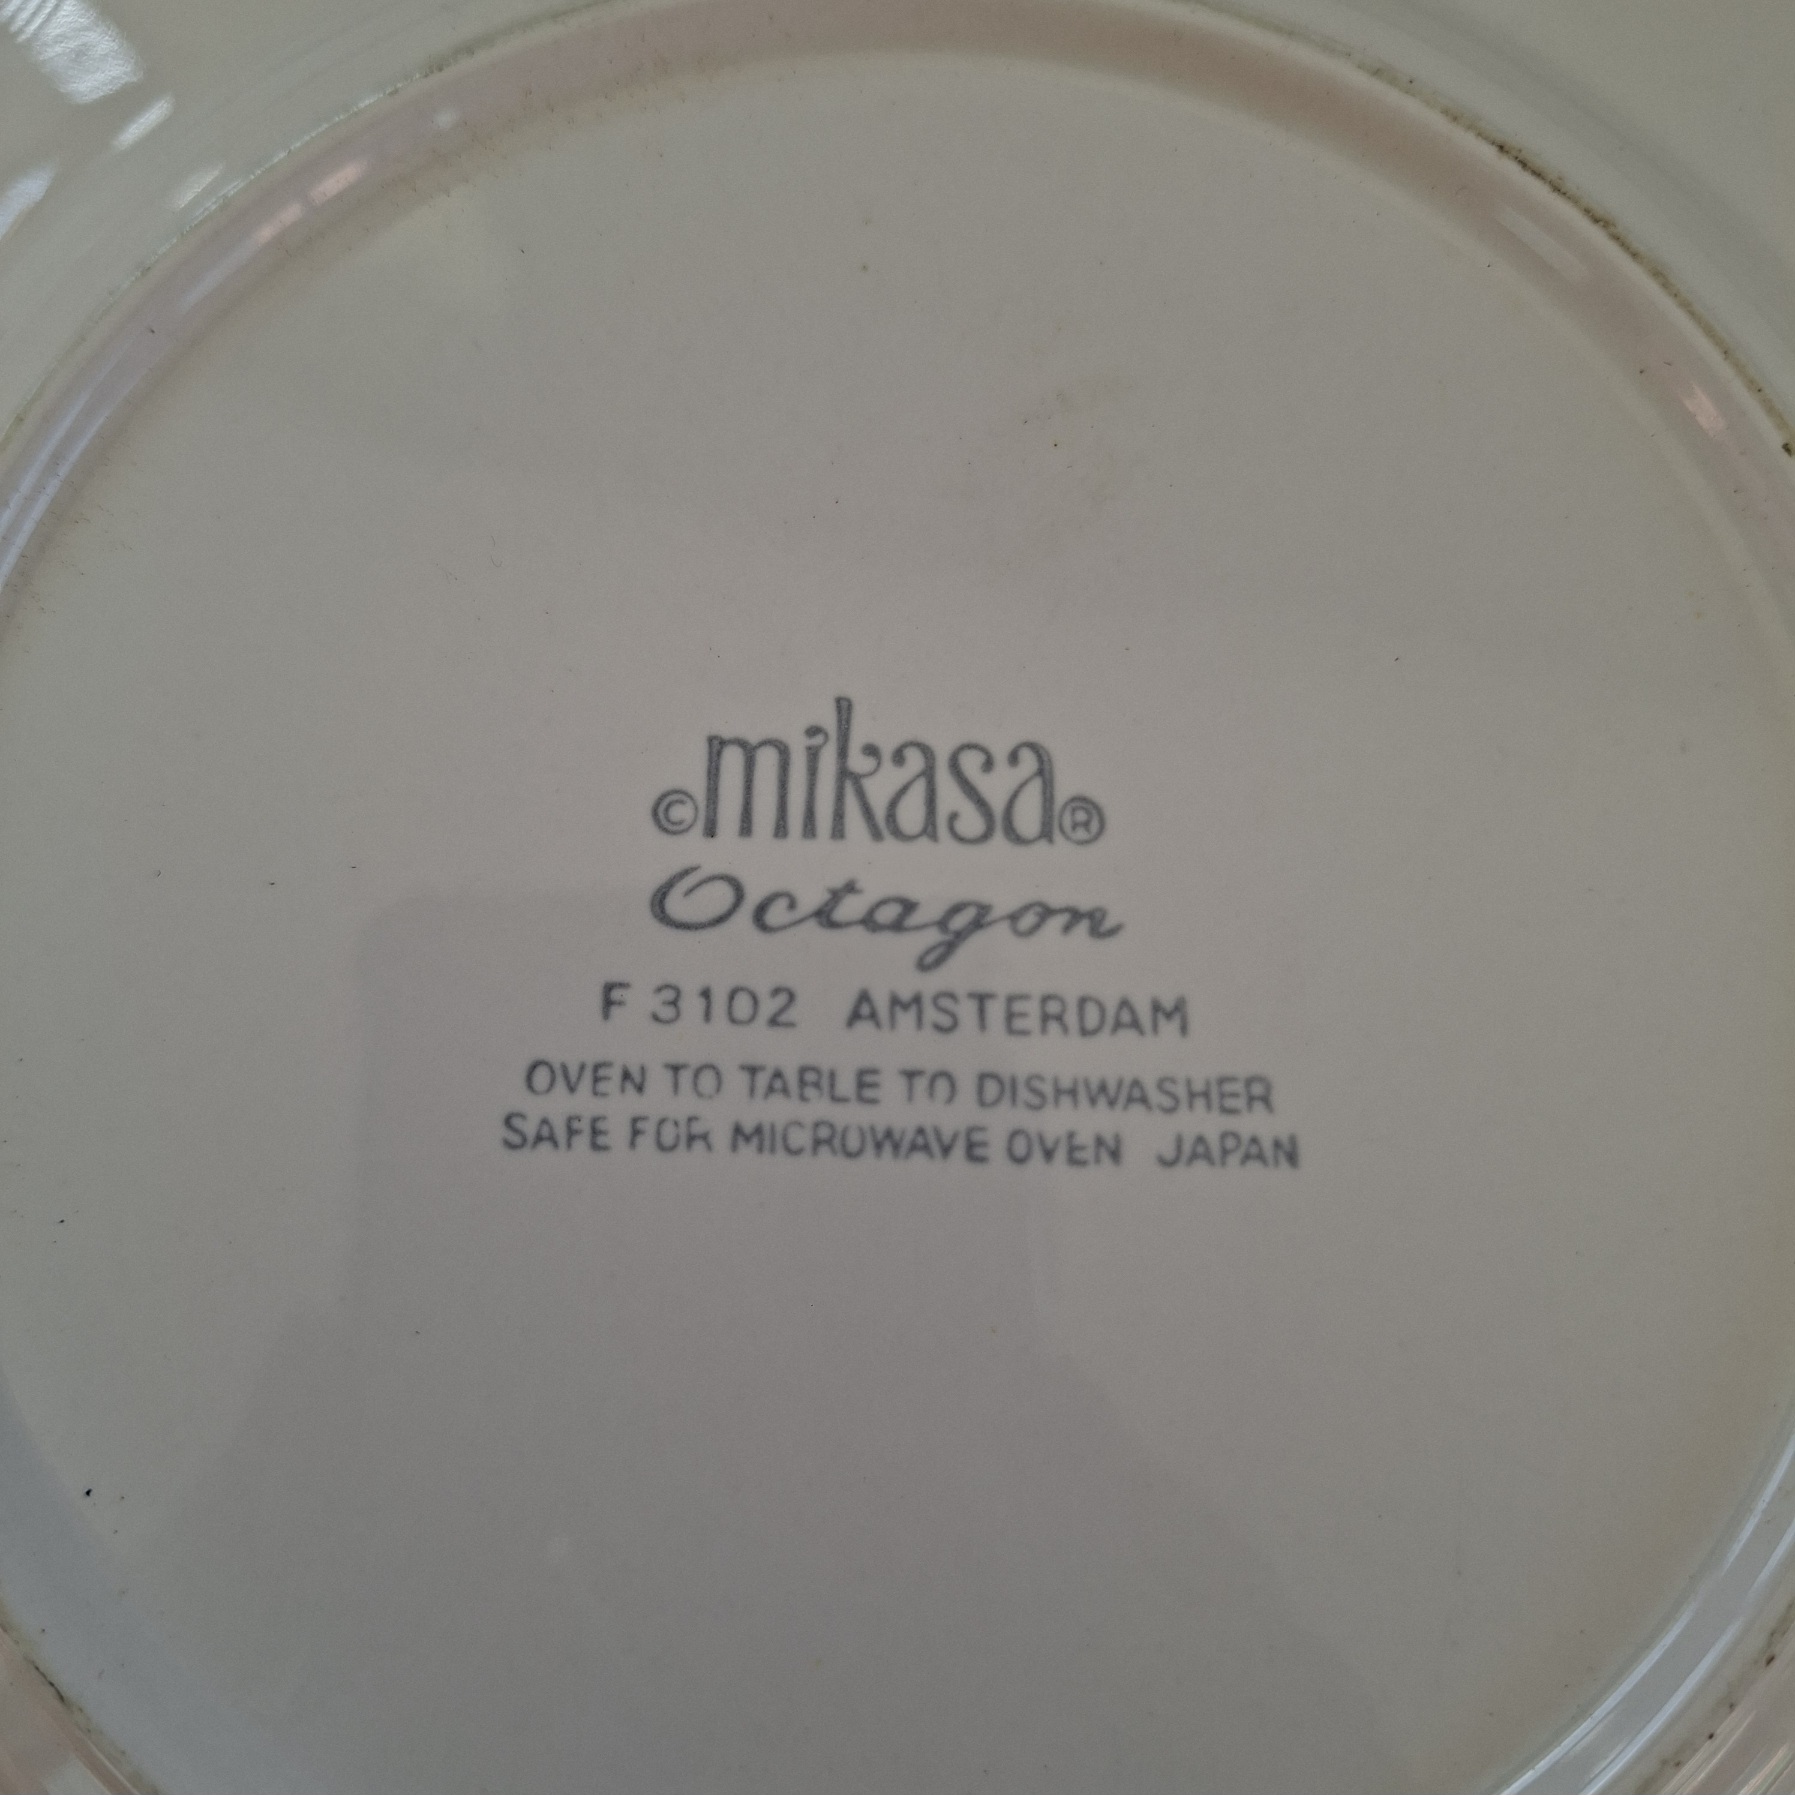 © mikasa ®
Octagon
F 3102 AMSTERDAM
OVEN TO TABLE TO DISHWASHER
SAFE FOR MICROWAVE OVEN JAPAN